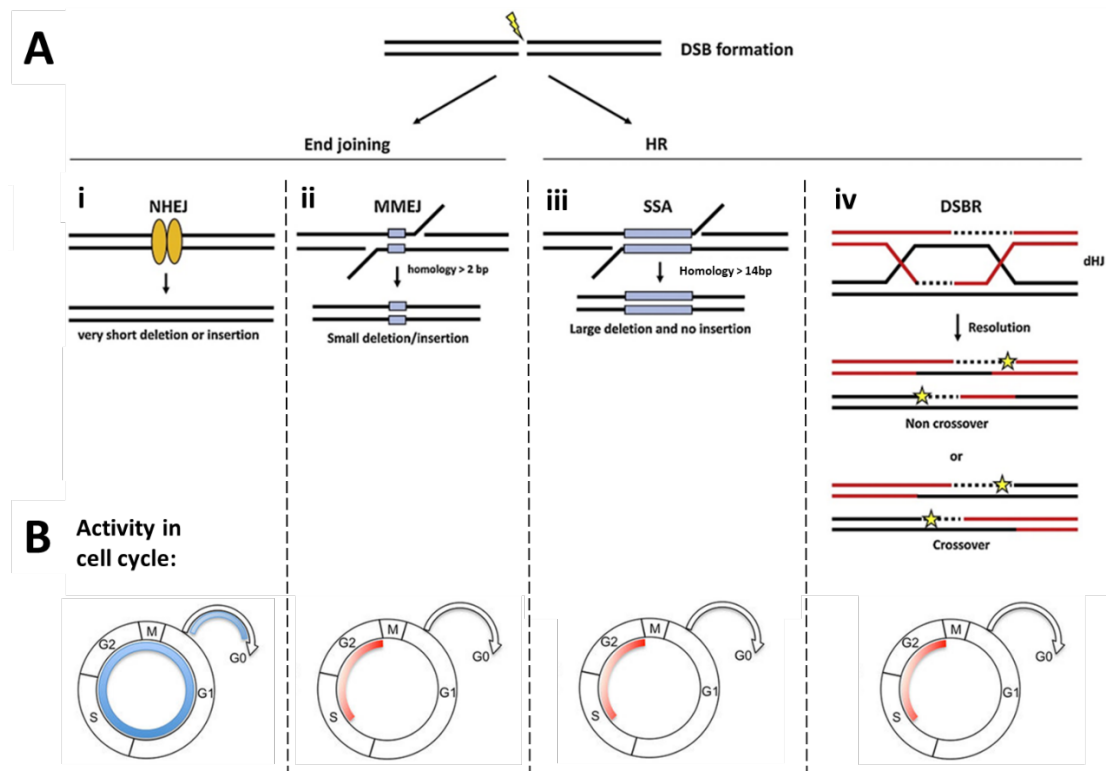 A
DSB formation
End joining
HR
i
NHEJ
very short deletion or insertion
ii
MMEJ
homology > 2 bp
Small deletion/insertion
iii
SSA
Homology > 14bp
Large deletion and no insertion
iv
DSBR
dHJ
Resolution
Non crossover
or
Crossover
B
Activity in
cell cycle:
G2
M
G0
G1
S
G2
M
G0
G1
S
G2
M
G0
G1
S
G2
M
G0
G1
S